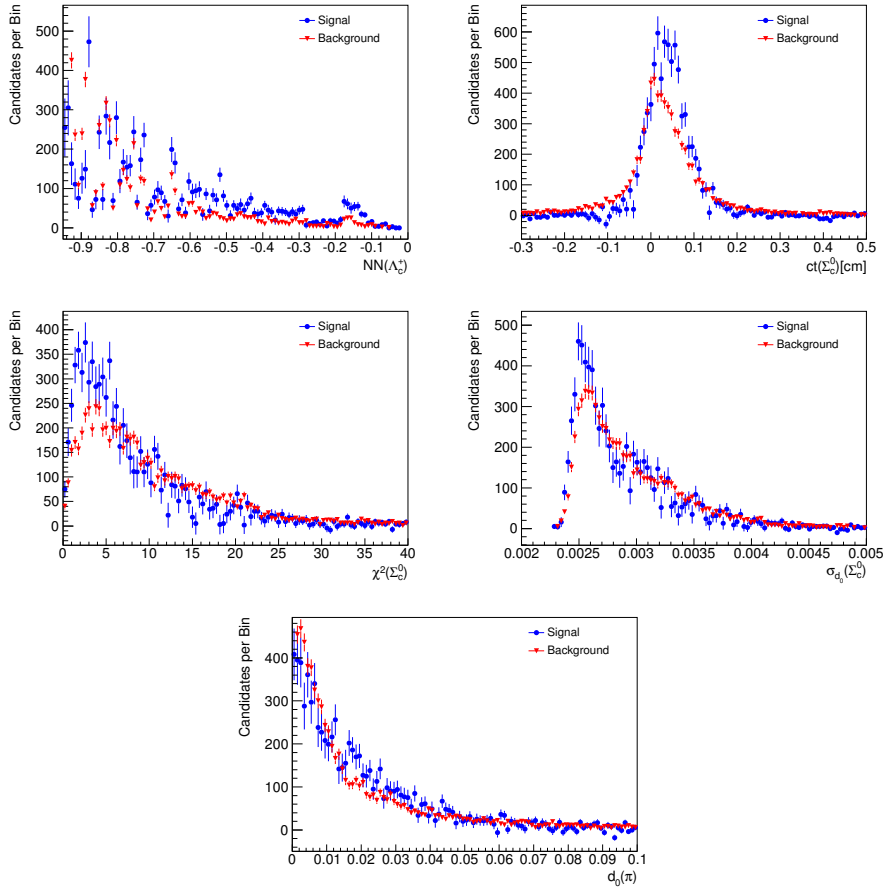 Candidates per Bin
500
400
300
200
100
0
Signal
Background
-0.9 -0.8 -0.7 -0.6 -0.5 -0.4 -0.3 -0.2 -0.1 0
NN(Λc+)
Candidates per Bin
600
500
400
300
200
100
0
Signal
Background
-0.3 -0.2 -0.1 0 0.1 0.2 0.3 0.4 0.5
ct(Σc0)[cm]
Candidates per Bin
400
350
300
250
200
150
100
50
0
Signal
Background
0 5 10 15 20 25 30 35 40
χ2(Σc0)
Candidates per Bin
500
400
300
200
100
0
Signal
Background
0.002 0.0025 0.003 0.0035 0.004 0.0045 0.005
σd0(Σc0)
Candidates per Bin
400
300
200
100
0
Signal
Background
0 0.01 0.02 0.03 0.04 0.05 0.06 0.07 0.08 0.09 0.1
d0(π)